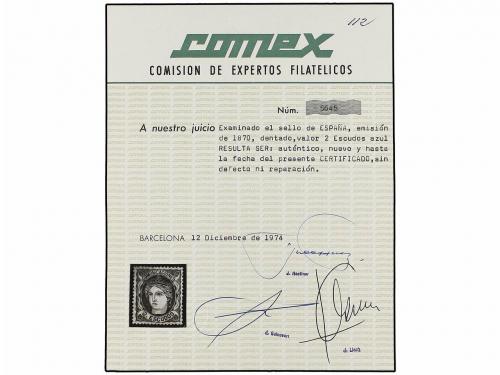 112
comex
COMISION DE EXPERTOS FILATELICOS
Núm. 5645
A nuestro juicio Examinado el sello de ESPAÑA, emisión
de 1870, dentado, valor 2 Escudos azul
RESULTA SER: auténtico, nuevo y hasta
la fecha del presente CERTIFICADO, sin
defecto ni reparación.
BARCELONA 12 Diciembre de 1974
2 ESCUDOS